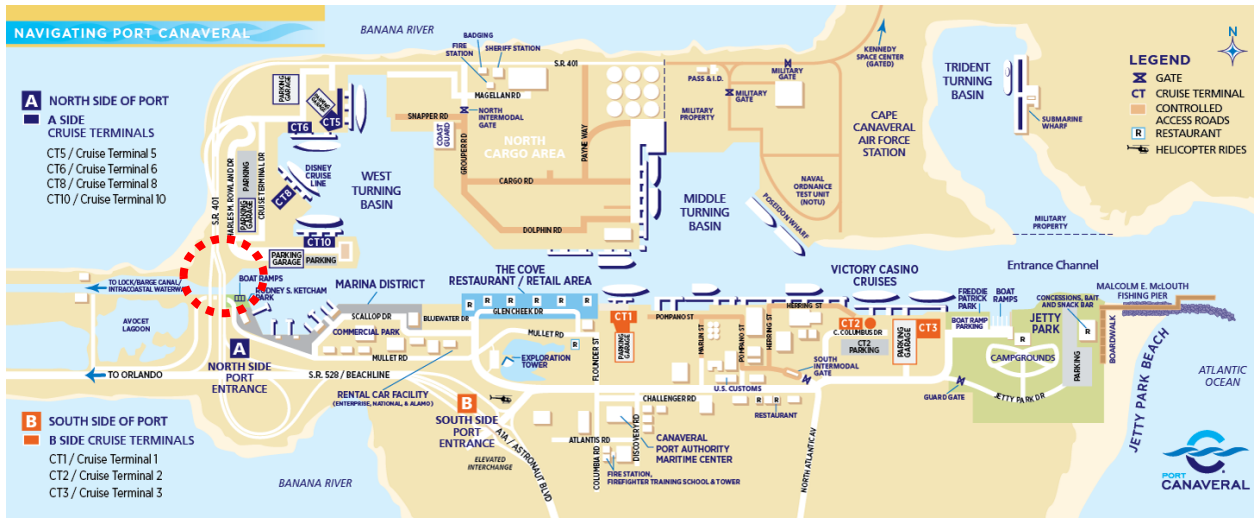 NAVIGATING PORT CANAVERAL
A NORTH SIDE OF PORT
A SIDE
CRUISE TERMINALS
CT5 / Cruise Terminal 5
CT6 / Cruise Terminal 6
CT8 / Cruise Terminal 8
CT10 / Cruise Terminal 10
BANANA RIVER
BADGING
FIRE
STATION
SHERIFF STATION
S.R. 401
MAGELLAN RD
PARKING
GARAGE
PARKING
GARAGE
CT6
CT5
SNAPPER RD
NORTH
INTERMODAL
GATE
COAST
GUARD
GROUPER RD
NORTH
CARGO AREA
PAYNE WAY
CARGO RD
DOLPHIN RD
PASS & I.D.
MILITARY
GATE
MILITARY GATE
MILITARY
PROPERTY
KENNEDY
SPACE CENTER
(GATED)
CAPE
CANAVERAL
AIR FORCE
STATION
TRIDENT
TURNING
BASIN
SUBMARINE
WHARF
N
LEGEND
GATE
CT CRUISE TERMINAL
CONTROLLED
ACCESS ROADS
R RESTAURANT
HELICOPTER RIDES
S.R. 401
CHARLES M. ROWLAND DR
PARKING
PARKING
GARAGE
CRUISE TERMINAL DR
DISNEY
CRUISE
LINE
CT8
WEST
TURNING
BASIN
CT10
PARKING
GARAGE
PARKING
MIDDLE
TURNING
BASIN
NAVAL
ORDNANCE
TEST UNIT
(NOTU)
POSEIDON WHARF
MILITARY
PROPERTY
Entrance Channel
TO LOCK/BARGE CANAL/
INTRACOASTAL WATERWAY
BOAT RAMPS
RODNEY S. KETCHAM
PARK
MARINA DISTRICT
SCALLOP DR
COMMERCIAL PARK
BLUEWATER DR
MULLET RD
THE COVE
RESTAURANT / RETAIL AREA
R R R R R R
GLEN CHEEK DR
MULLET RD
R
EXPLORATION
TOWER
FLOUNDER ST
CT1
PARKING
GARAGE
POMPANO ST
MARLIN ST
POMPANO ST
HERRING ST
HERRING ST
VICTORY CASINO
CRUISES
CT2
C. COLUMBUS DR
CT2
PARKING
PARKING
GARAGE
CT3
SOUTH
INTERMODAL
GATE
FREDDIE
PATRICK
PARK
BOAT
RAMPS
BOAT RAMP
PARKING
CONCESSIONS, BAIT
AND SNACK BAR
JETTY
PARK
R
R
CAMPGROUNDS
PARKING
BOARDWALK
MALCOLM E. McLOUTH
FISHING PIER
JETTY PARK BEACH
ATLANTIC
OCEAN
GUARD GATE
JETTY PARK DR
AVOCET
LAGOON
TO ORLANDO
A
NORTH SIDE
PORT
ENTRANCE
S.R. 528 / BEACHLINE
RENTAL CAR FACILITY
(ENTERPRISE, NATIONAL, & ALAMO)
B
SOUTH SIDE
PORT
ENTRANCE
ELEVATED
INTERCHANGE
A1A / ASTRONAUT BLVD
U.S. CUSTOMS
CHALLENGER RD
R R
RESTAURANT
ATLANTIS RD
COLUMBIA RD
DISCOVERY RD
CANAVERAL
PORT AUTHORITY
MARITIME CENTER
FIRE STATION,
FIREFIGHTER TRAINING SCHOOL & TOWER
NORTH ATLANTIC AV
BANANA RIVER
B SOUTH SIDE OF PORT
B SIDE CRUISE TERMINALS
CT1 / Cruise Terminal 1
CT2 / Cruise Terminal 2
CT3 / Cruise Terminal 3
PORT
CANAVERAL